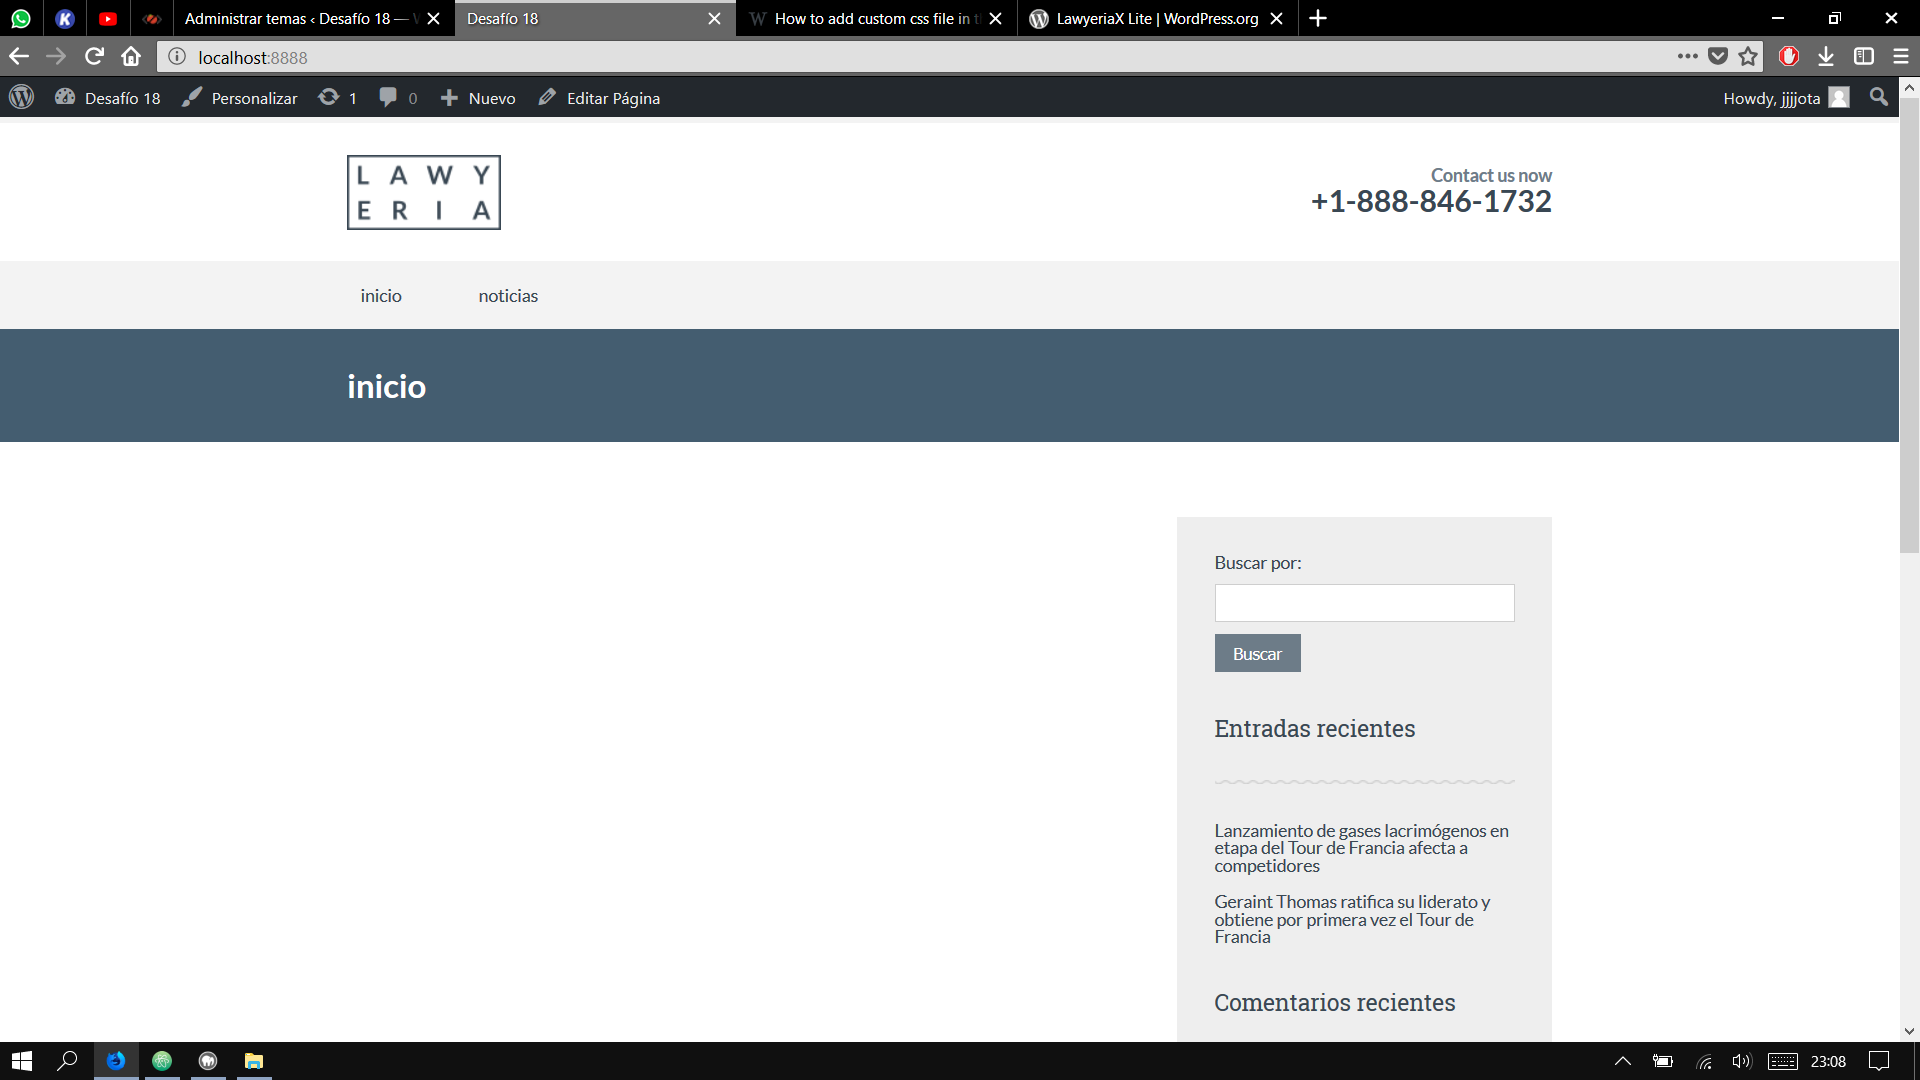 Administrar temas ‹ Desafío 18 — W
Desafío 18
How to add custom css file in t
LawyeriaX Lite | WordPress.org
localhost:8888
Desafío 18
Personalizar
1
0
Nuevo
Editar Página
Howdy, jjjjota
L A W Y
E R I A
Contact us now
+1-888-846-1732
inicio
noticias
inicio
Buscar por:
Buscar
Entradas recientes
Lanzamiento de gases lacrimógenos en
etapa del Tour de Francia afecta a
competidores
Geraint Thomas ratifica su liderato y
obtiene por primera vez el Tour de
Francia
Comentarios recientes
23:08